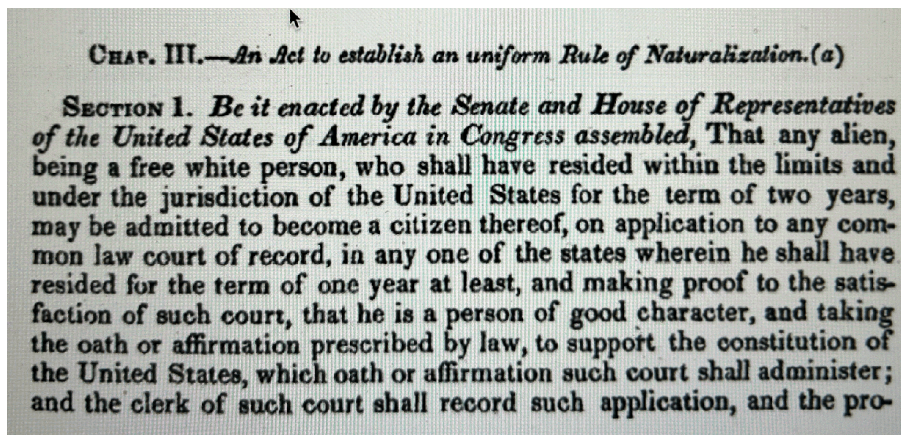 CHAP. III.—An Act to establish an uniform Rule of Naturalization.(a)
SECTION 1. Be it enacted by the Senate and House of Representatives
of the United States of America in Congress assembled, That any alien,
being a free white person, who shall have resided within the limits and
under the jurisdiction of the United States for the term of two years,
may be admitted to become a citizen thereof, on application to any com-
mon law court of record, in any one of the states wherein he shall have
resided for the term of one year at least, and making proof to the satis-
faction of such court, that he is a person of good character, and taking
the oath or affirmation prescribed by law, to support the constitution of
the United States, which oath or affirmation such court shall administer;
and the clerk of such court shall record such application, and the pro-